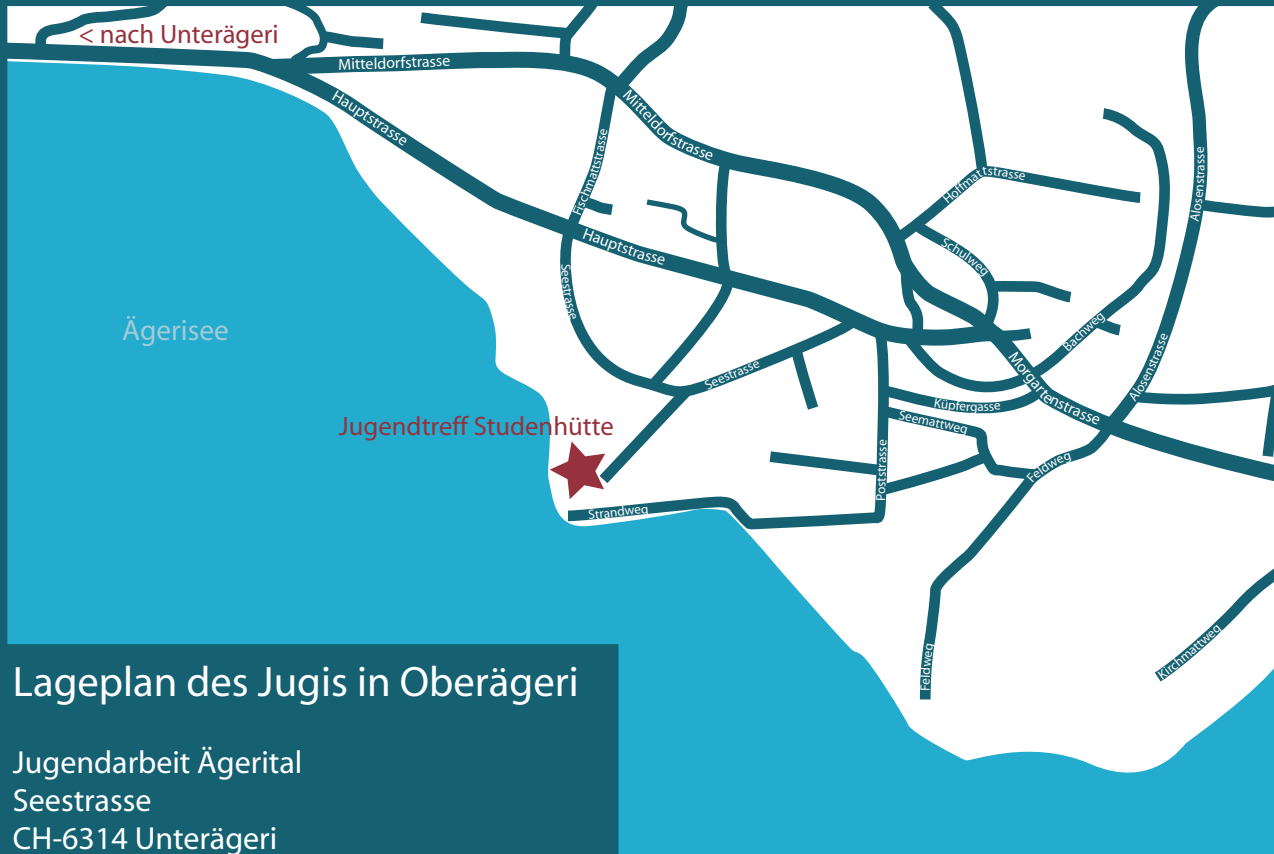 < nach Unterägeri
Mitteldorfstrasse
Hauptstrasse
Mitteldorfstrasse
Fischmattstrasse
Hoffmattstrasse
Alosenstrasse
Hauptstrasse
Schulweg
Seestrasse
Ägerisee
Bachweg
Seestrasse
Morgartenstrasse
Alosenstrasse
Küpfergasse
Seemattweg
Jugendtreff Studenhütte
Poststrasse
Feldweg
Strandweg
Feldweg
Kirchmattweg
Lageplan des Jugis in Oberägeri
Jugendarbeit Ägerital
Seestrasse
CH-6314 Unterägeri